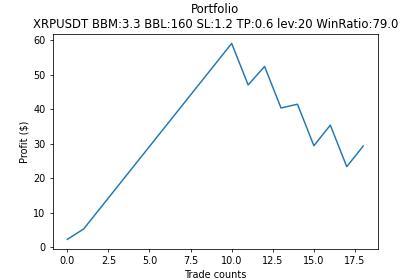 Portfolio
XRPUSDT BBM:3.3 BBL:160 SL:1.2 TP:0.6 lev:20 WinRatio:79.0
60
50
40
30
20
10
0
Profit ($)
0.0 2.5 5.0 7.5 10.0 12.5 15.0 17.5
Trade counts